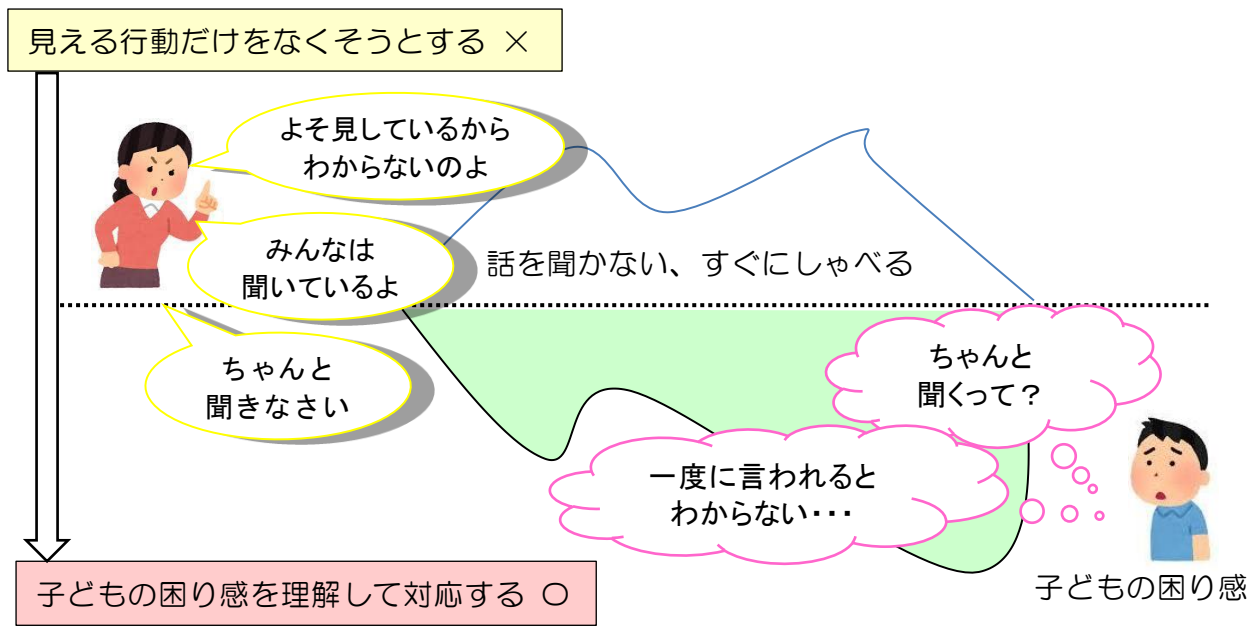 見える行動だけをなくそうとする ×
よそ見しているから
わからないのよ
みんなは
聞いているよ
話を聞かない、すぐにしゃべる
ちゃんと
聞きなさい
ちゃんと
聞くって？
一度に言われると
わからない・・・
子どもの困り感
子どもの困り感を理解して対応する 〇